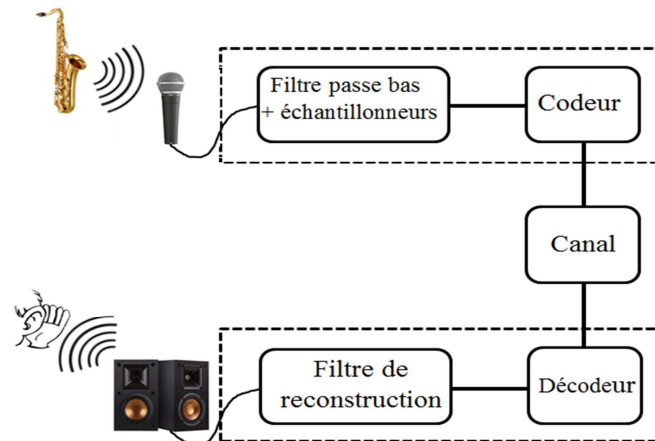 Filtre passe bas
+ échantillonneurs
Codeur
Canal
Filtre de
reconstruction
Décodeur